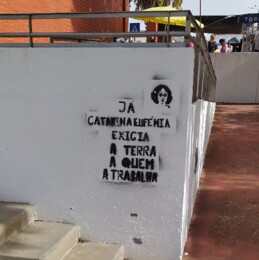 JA
CATARINA EUFÉMIA
EXIGIA
A TERRA
A QUEM
A TRABALHA